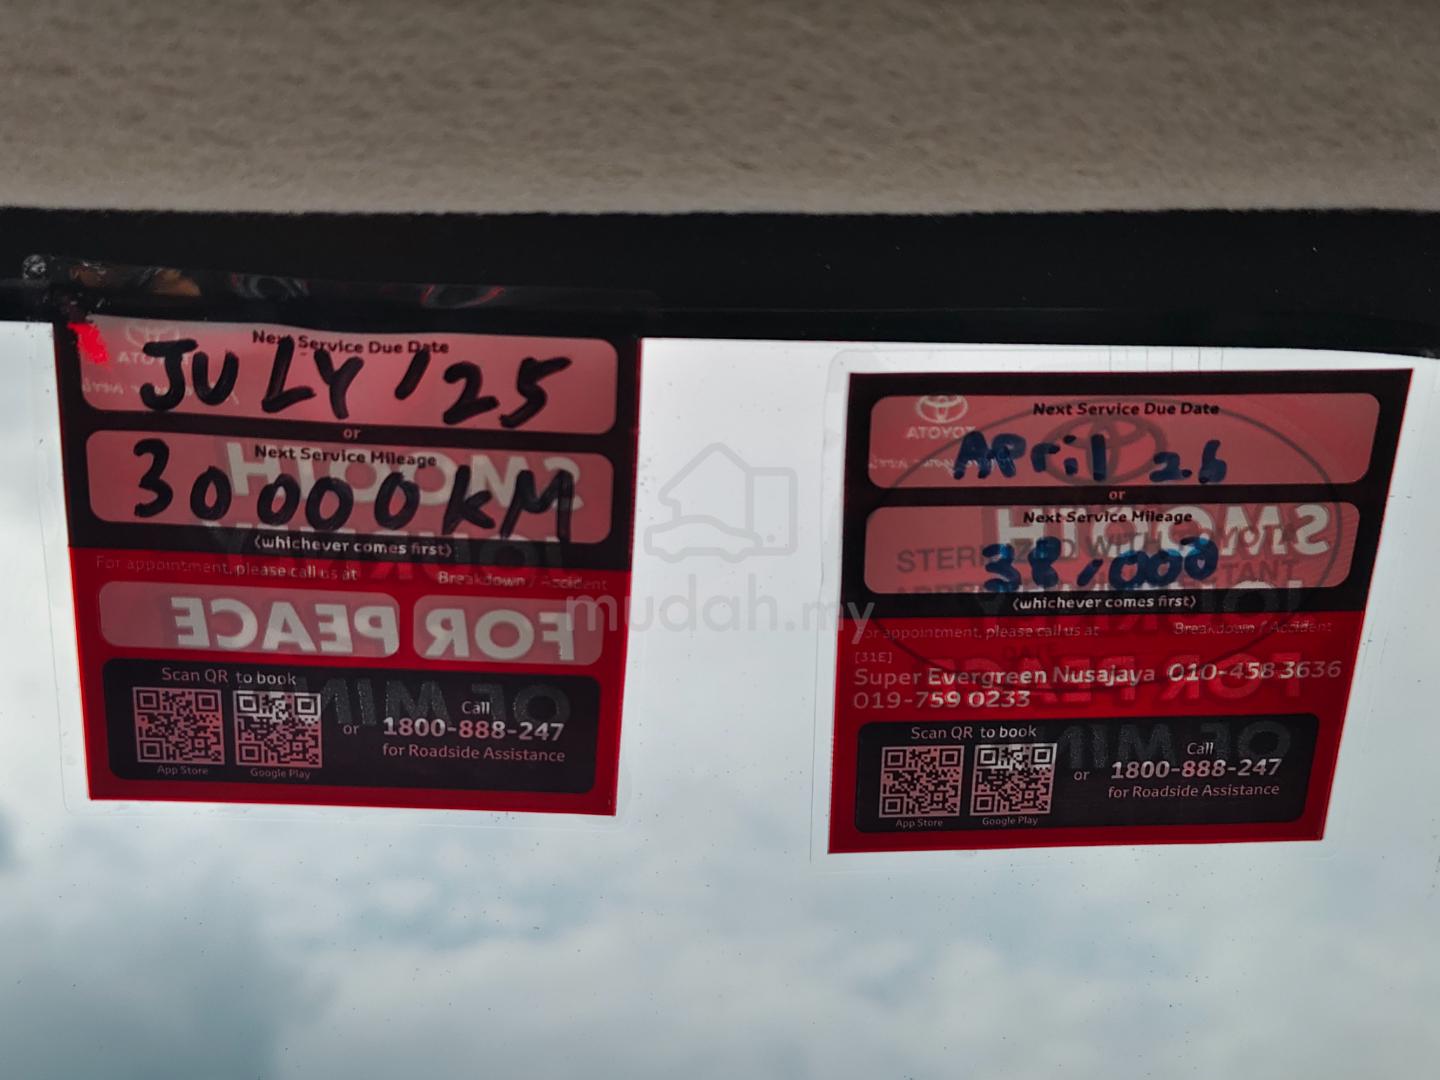 Next Service Due Date
JULY '25
or
Next Service Mileage
30000KM
(whichever comes first)
For appointment, please call us at
Breakdown / Accident
FOR PEACE
Scan QR to book
App Store
Google Play
or
Call
1800-888-247
for Roadside Assistance
mudah.my
TOYOTA
Next Service Due Date
APril 26
or
Next Service Mileage
38,000
(whichever comes first)
For appointment, please call us at
Breakdown / Accident
[31E]
Super Evergreen Nusajaya 010-458 3636
019-759 0233
Scan QR to book
App Store
Google Play
or
Call
1800-888-247
for Roadside Assistance